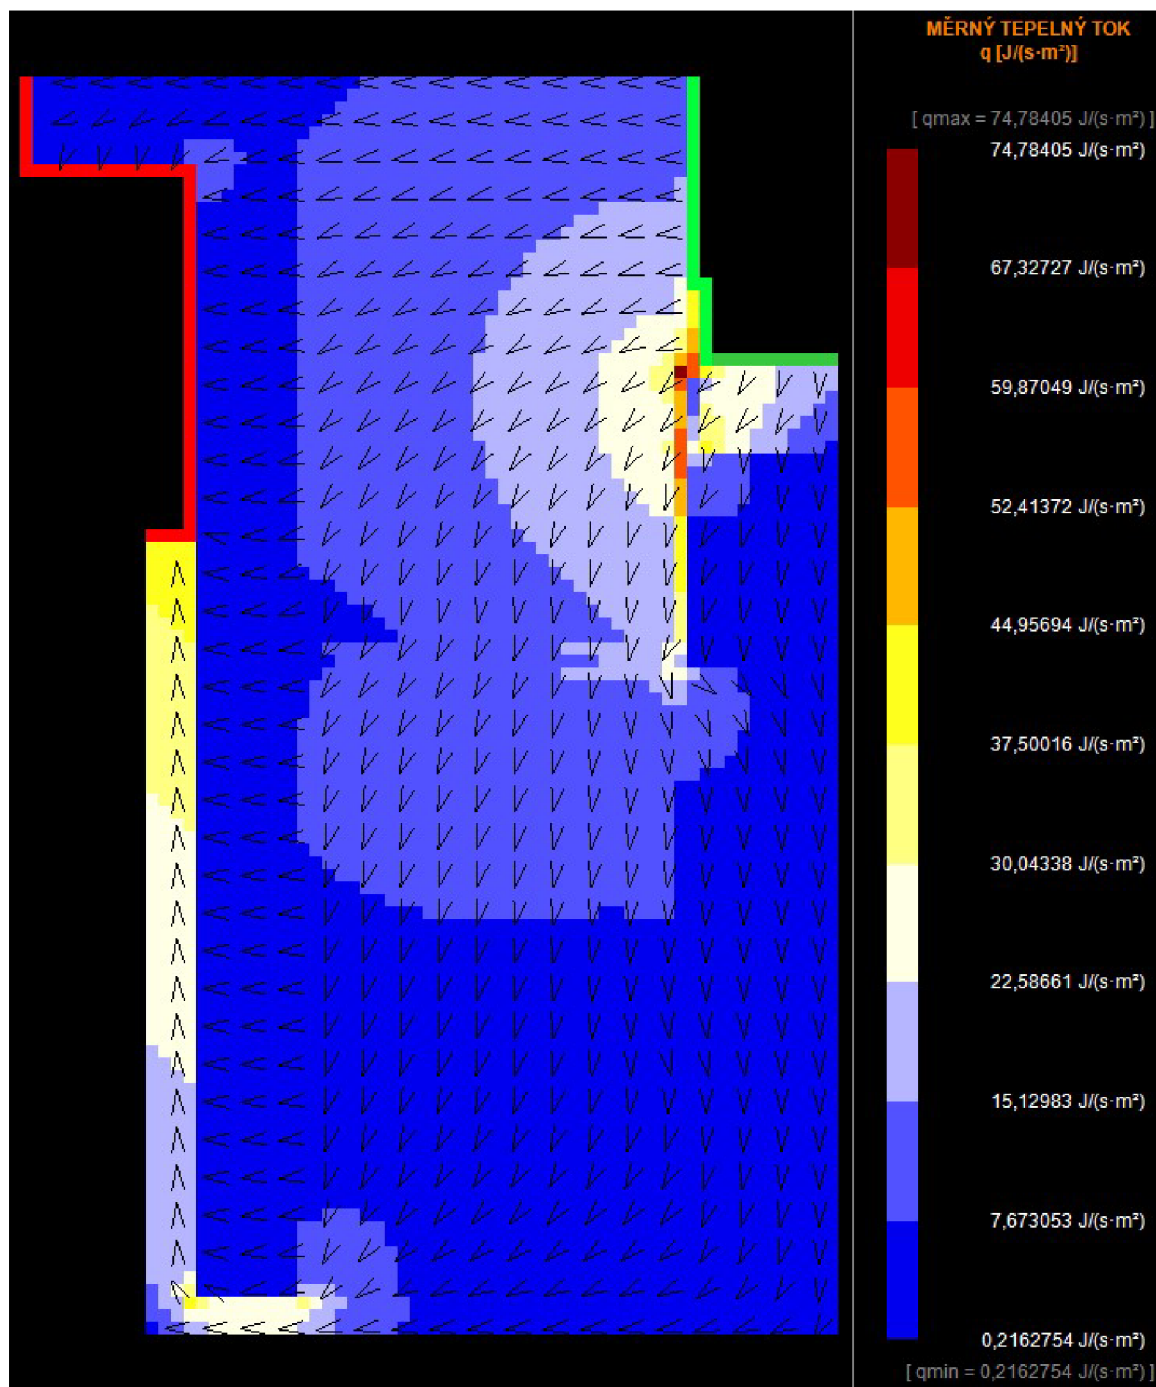 MĚRNÝ TEPELNÝ TOK
q [J/(s·m²)]
[ qmax = 74,78405 J/(s·m²) ]
74,78405 J/(s·m²)
67,32727 J/(s·m²)
59,87049 J/(s·m²)
52,41372 J/(s·m²)
44,95694 J/(s·m²)
37,50016 J/(s·m²)
30,04338 J/(s·m²)
22,58661 J/(s·m²)
15,12983 J/(s·m²)
7,673053 J/(s·m²)
0,2162754 J/(s·m²)
[ qmin = 0,2162754 J/(s·m²) ]